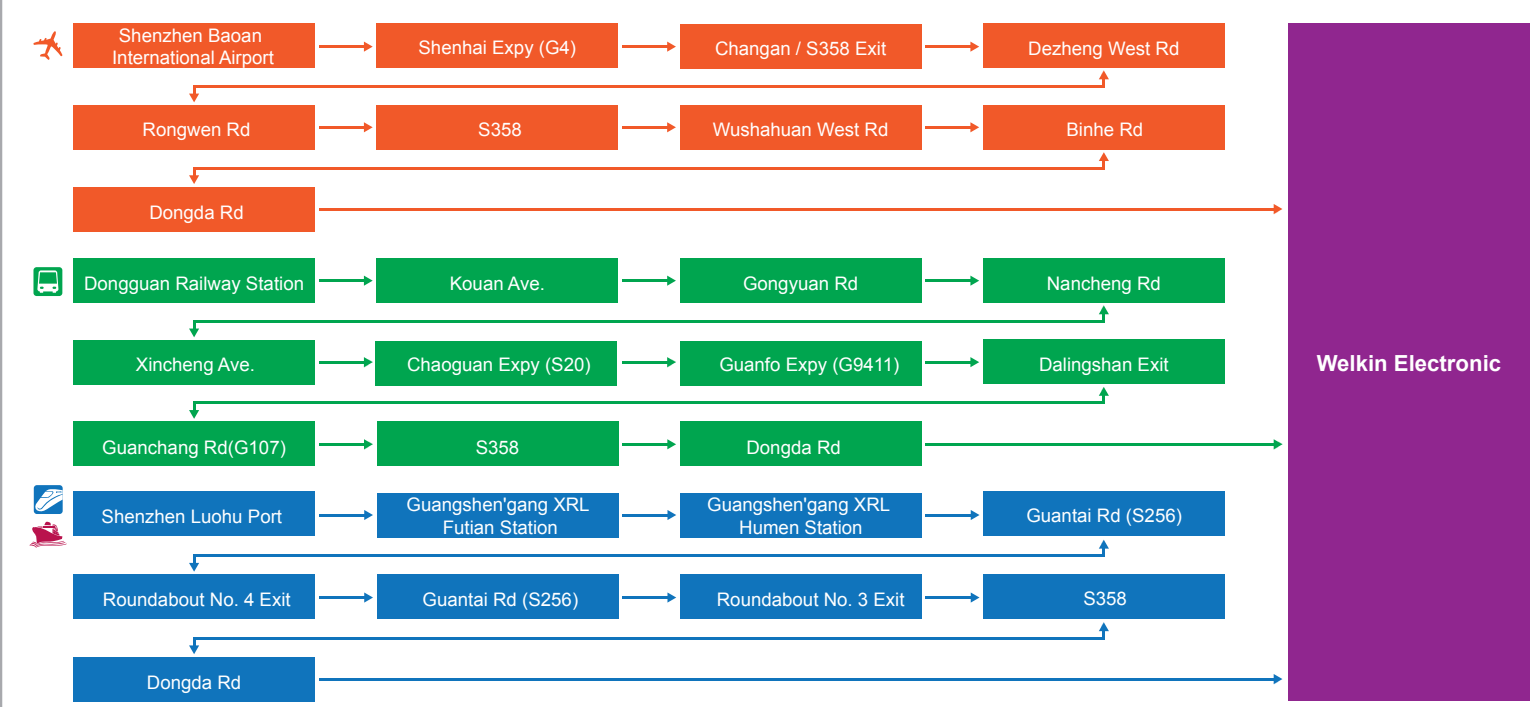 Shenzhen Baoan
International Airport
Shenhai Expy (G4)
Changan / S358 Exit
Dezheng West Rd
Rongwen Rd
S358
Wushahuan West Rd
Binhe Rd
Dongda Rd
Dongguan Railway Station
Kouan Ave.
Gongyuan Rd
Nancheng Rd
Xincheng Ave.
Chaoguan Expy (S20)
Guanfo Expy (G9411)
Dalingshan Exit
Guanchang Rd(G107)
S358
Dongda Rd
Shenzhen Luohu Port
Guangshen'gang XRL
Futian Station
Guangshen'gang XRL
Humen Station
Guantai Rd (S256)
Roundabout No. 4 Exit
Guantai Rd (S256)
Roundabout No. 3 Exit
S358
Dongda Rd
Welkin Electronic